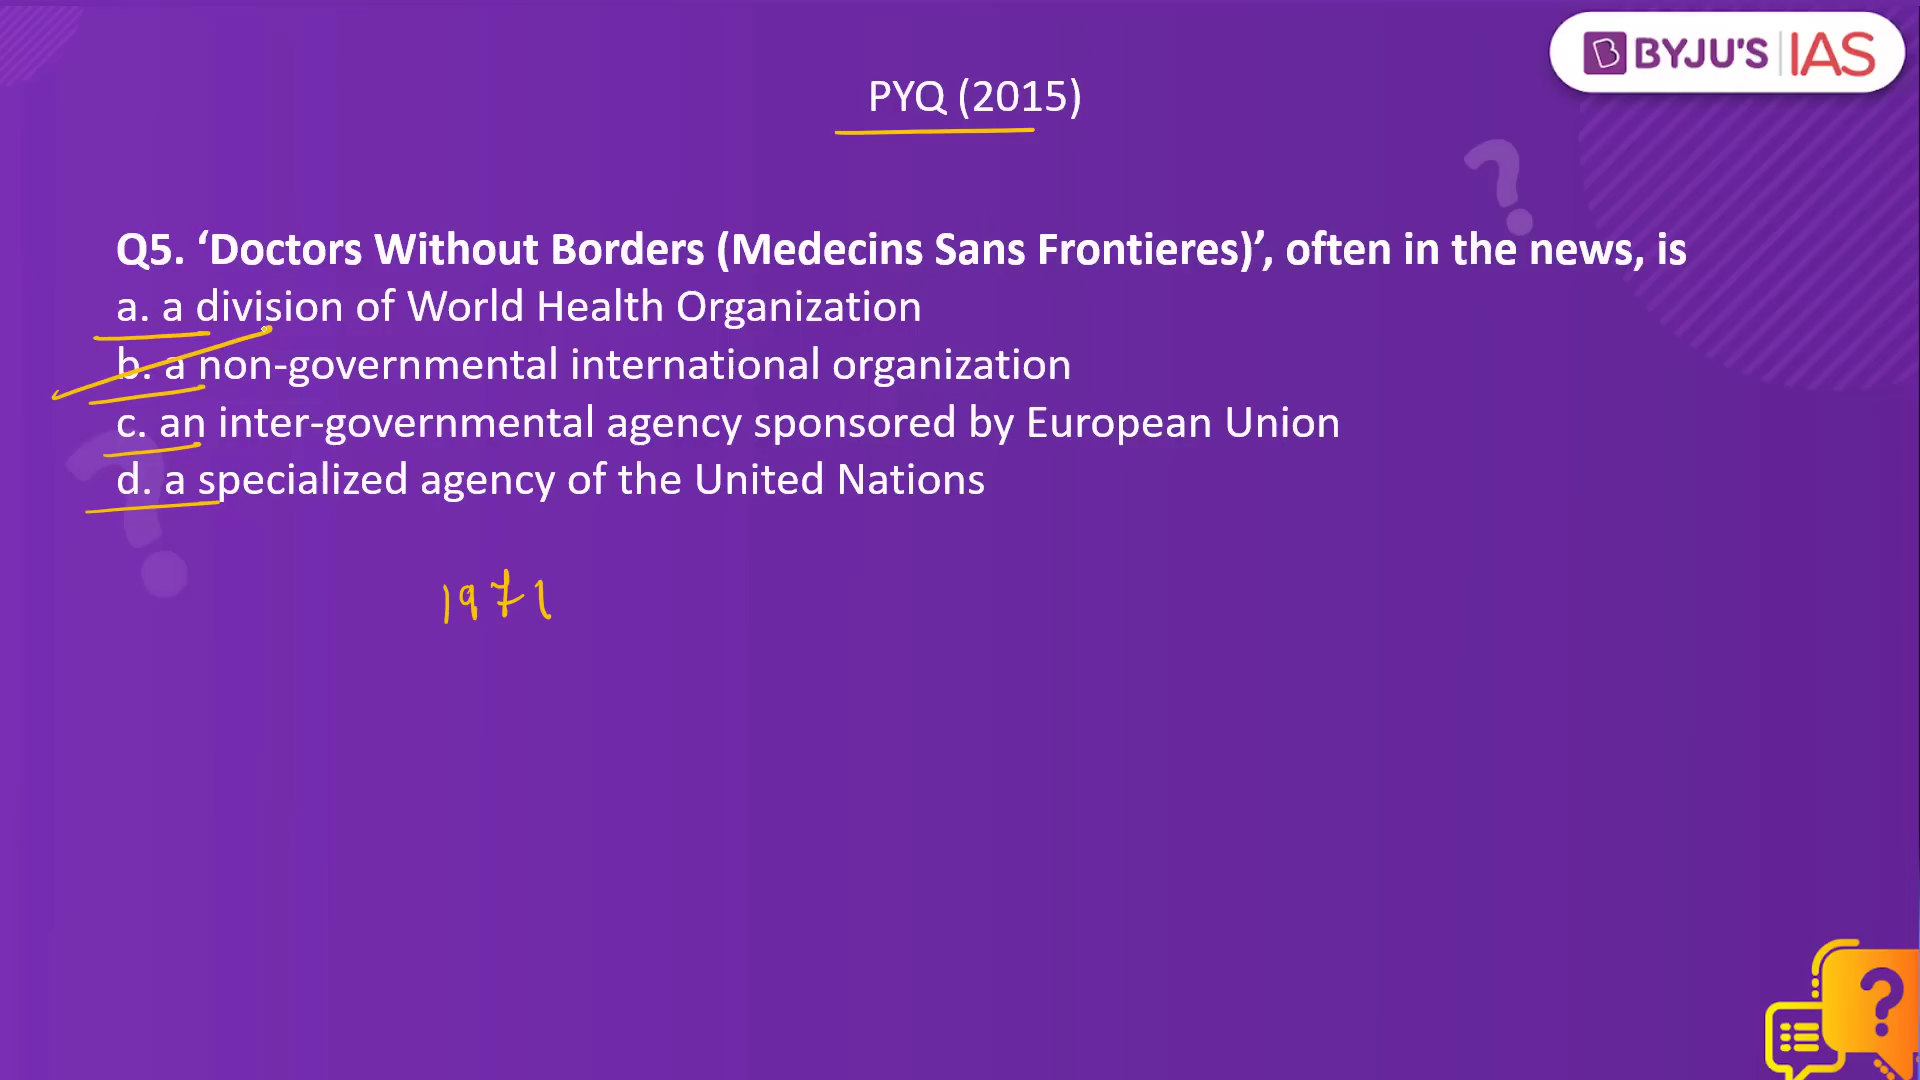 BYJU'S IAS
PYQ (2015)
Q5. ‘Doctors Without Borders (Medecins Sans Frontieres)’, often in the news, is
a. a division of World Health Organization
b. a non-governmental international organization
c. an inter-governmental agency sponsored by European Union
d. a specialized agency of the United Nations
1971